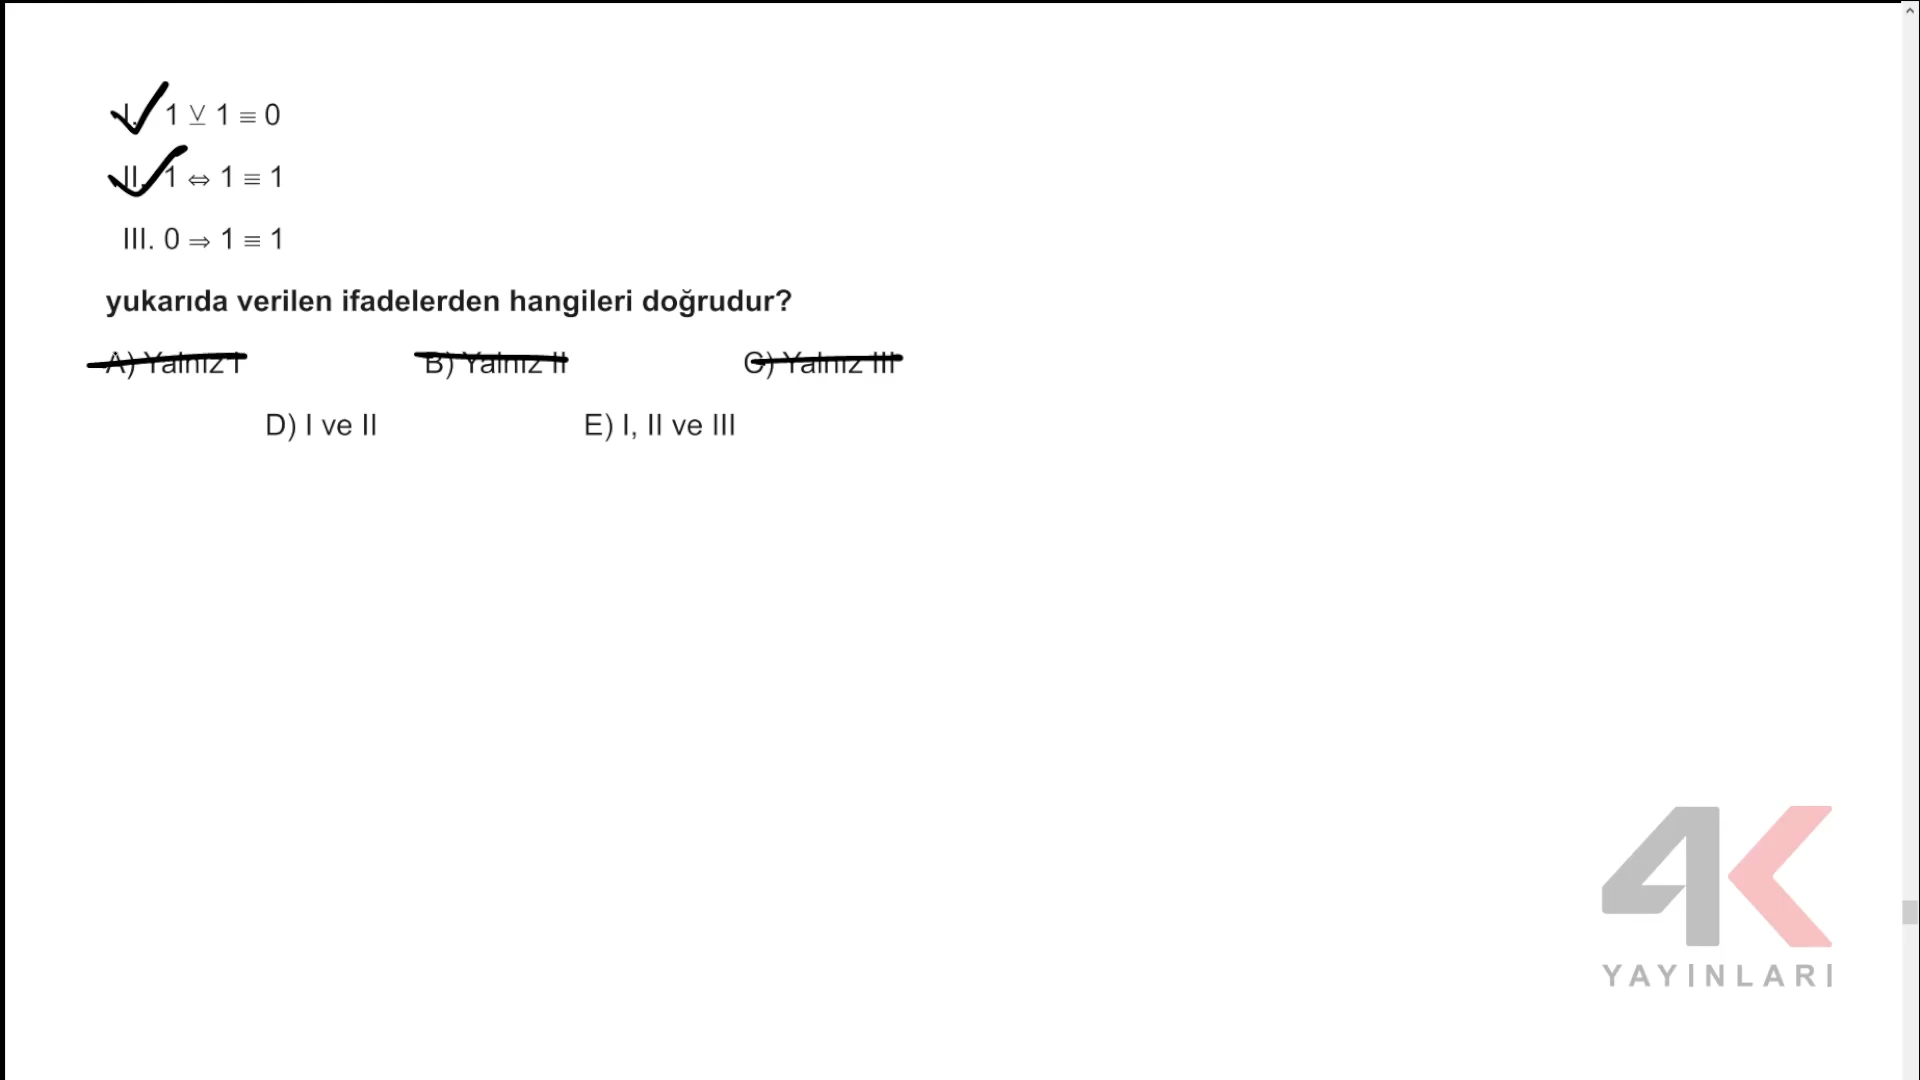 I. 1 ⊻ 1 ≡ 0
II. 1 ⇔ 1 ≡ 1
III. 0 ⇒ 1 ≡ 1
yukarıda verilen ifadelerden hangileri doğrudur?
A) Yalnız I B) Yalnız II C) Yalnız III
D) I ve II E) I, II ve III
4K
YAYINLARI